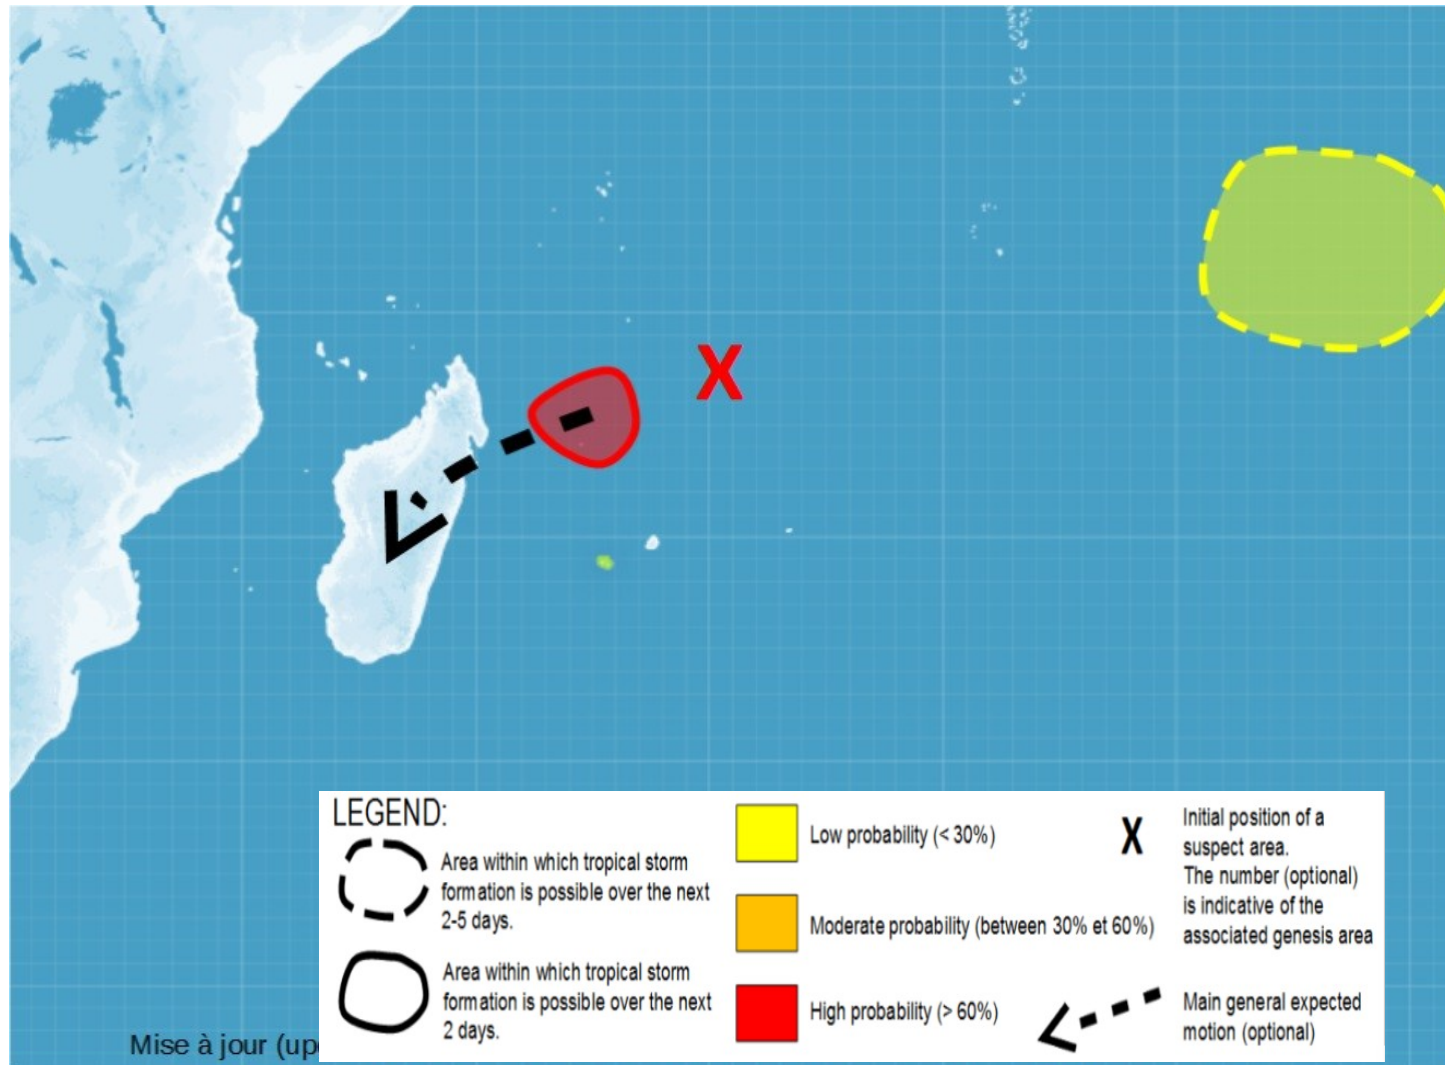 X
LEGEND:
Area within which tropical storm
formation is possible over the next
2-5 days.
Area within which tropical storm
formation is possible over the next
2 days.
Low probability (< 30%)
Moderate probability (between 30% et 60%)
High probability (> 60%)
X
Initial position of a
suspect area.
The number (optional)
is indicative of the
associated genesis area
Main general expected
motion (optional)
Mise à jour (up